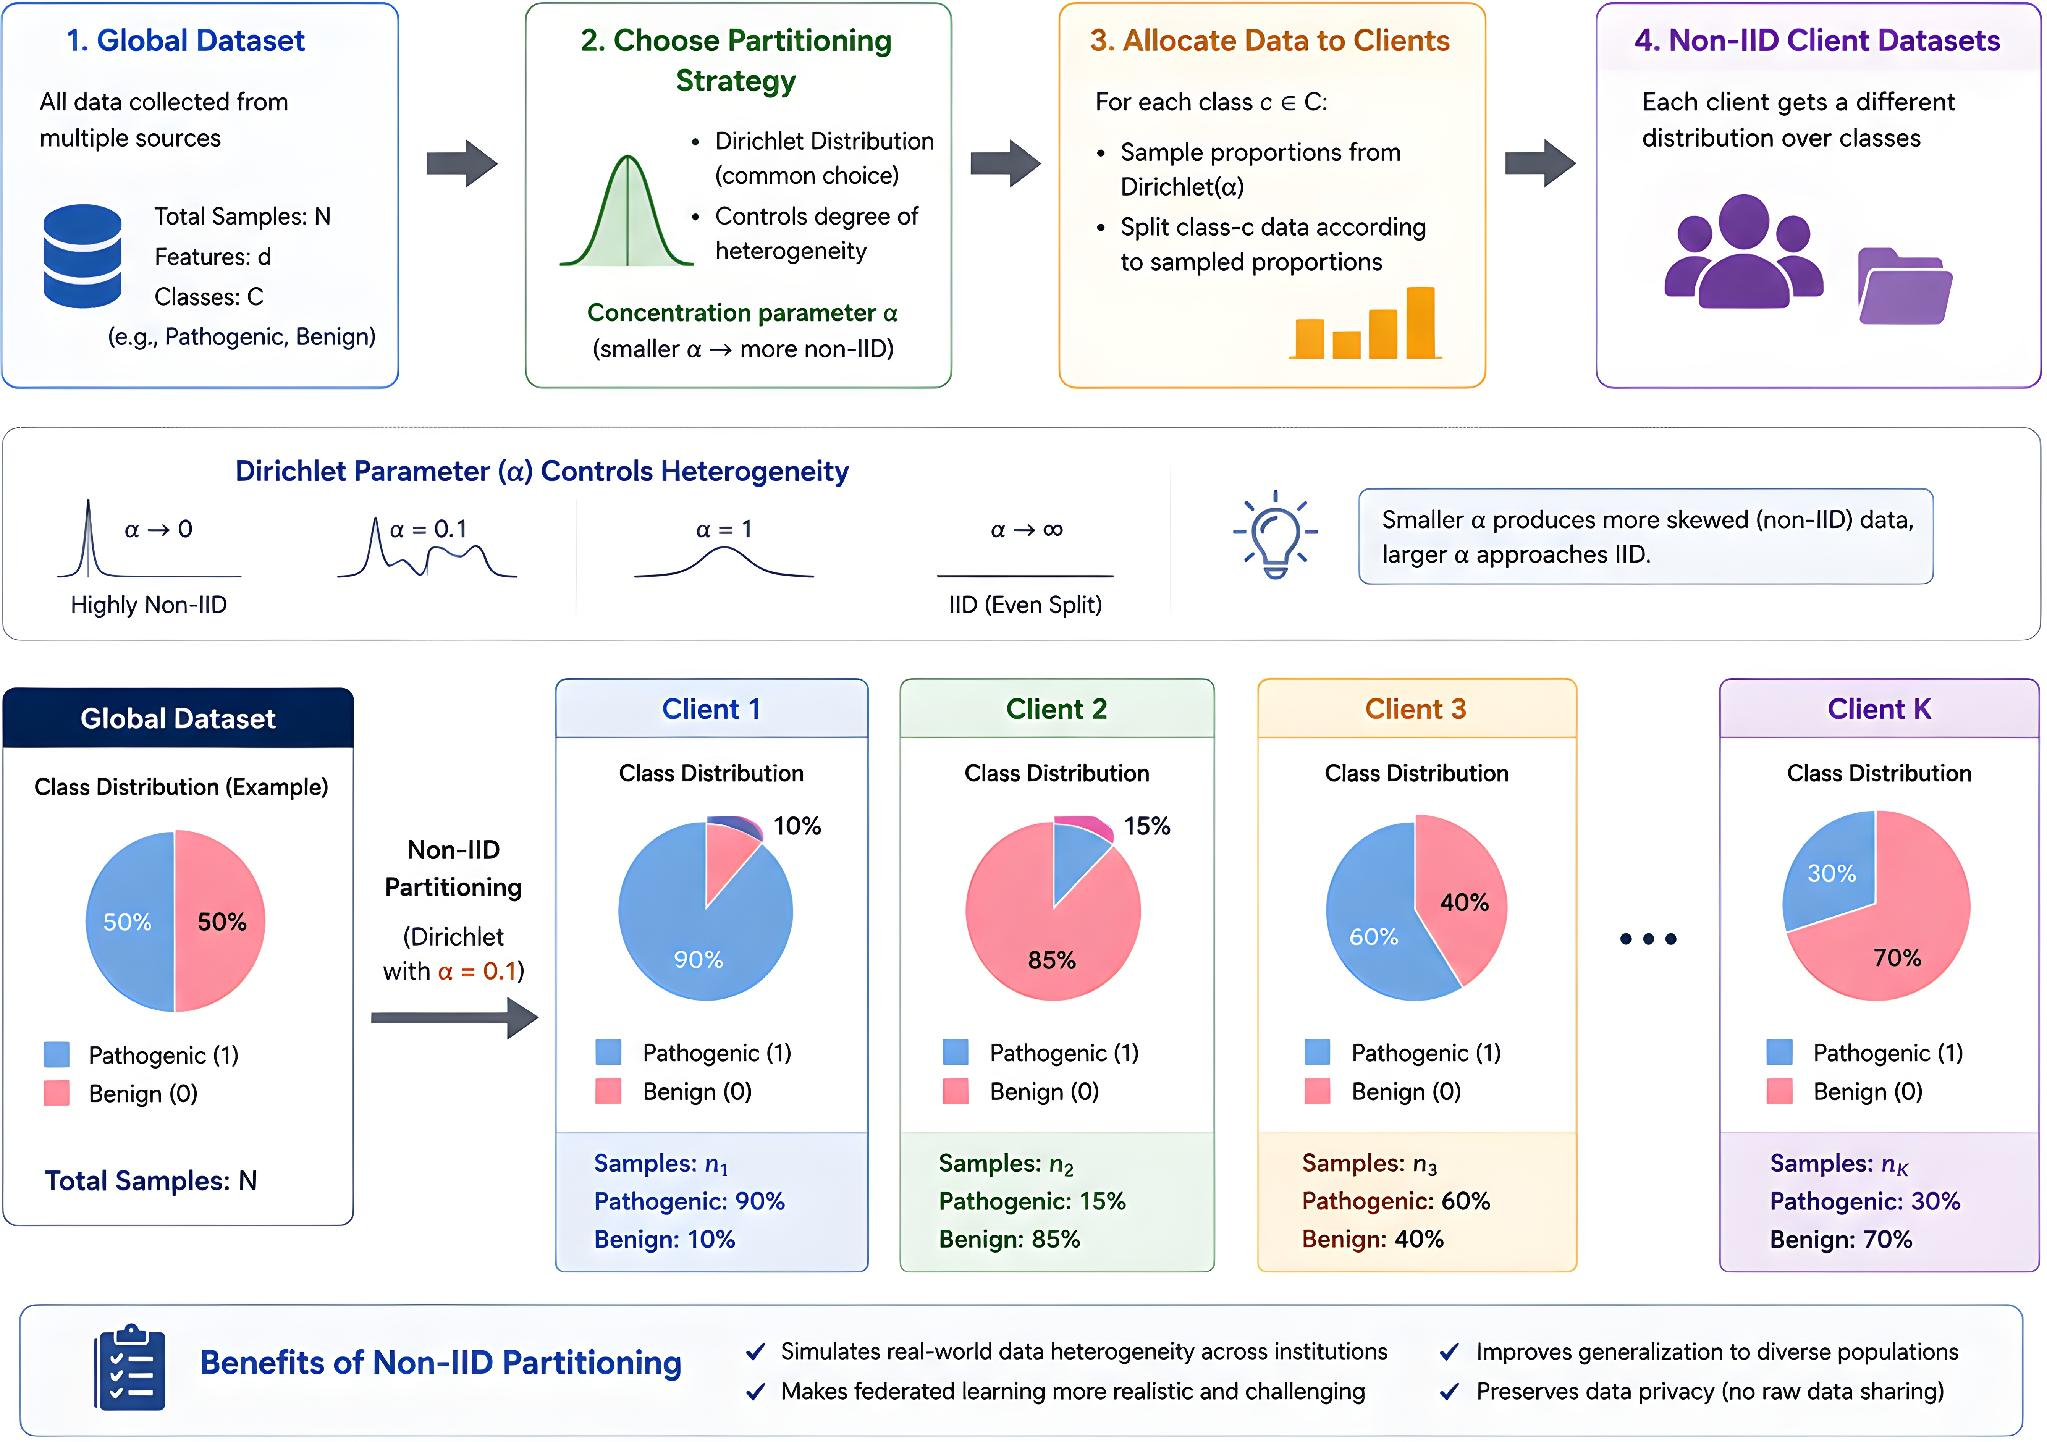 1. Global Dataset
All data collected from
multiple sources
Total Samples: N
Features: d
Classes: C
(e.g., Pathogenic, Benign)
2. Choose Partitioning
Strategy
• Dirichlet Distribution
(common choice)
• Controls degree of
heterogeneity
Concentration parameter α
(smaller α → more non-IID)
3. Allocate Data to Clients
For each class c ∈ C:
• Sample proportions from
Dirichlet(α)
• Split class-c data according
to sampled proportions
4. Non-IID Client Datasets
Each client gets a different
distribution over classes
Dirichlet Parameter (α) Controls Heterogeneity
α → 0
Highly Non-IID
α = 0.1
α = 1
α → ∞
IID (Even Split)
Smaller α produces more skewed (non-IID) data,
larger α approaches IID.
Global Dataset
Class Distribution (Example)
50%
50%
Pathogenic (1)
Benign (0)
Total Samples: N
Non-IID
Partitioning
(Dirichlet
with α = 0.1)
Client 1
Class Distribution
10%
90%
Pathogenic (1)
Benign (0)
Samples: n₁
Pathogenic: 90%
Benign: 10%
Client 2
Class Distribution
15%
85%
Pathogenic (1)
Benign (0)
Samples: n₂
Pathogenic: 15%
Benign: 85%
Client 3
Class Distribution
40%
60%
Pathogenic (1)
Benign (0)
Samples: n₃
Pathogenic: 60%
Benign: 40%
•••
Client K
Class Distribution
30%
70%
Pathogenic (1)
Benign (0)
Samples: n_K
Pathogenic: 30%
Benign: 70%
Benefits of Non-IID Partitioning
✓ Simulates real-world data heterogeneity across institutions
✓ Makes federated learning more realistic and challenging
✓ Improves generalization to diverse populations
✓ Preserves data privacy (no raw data sharing)